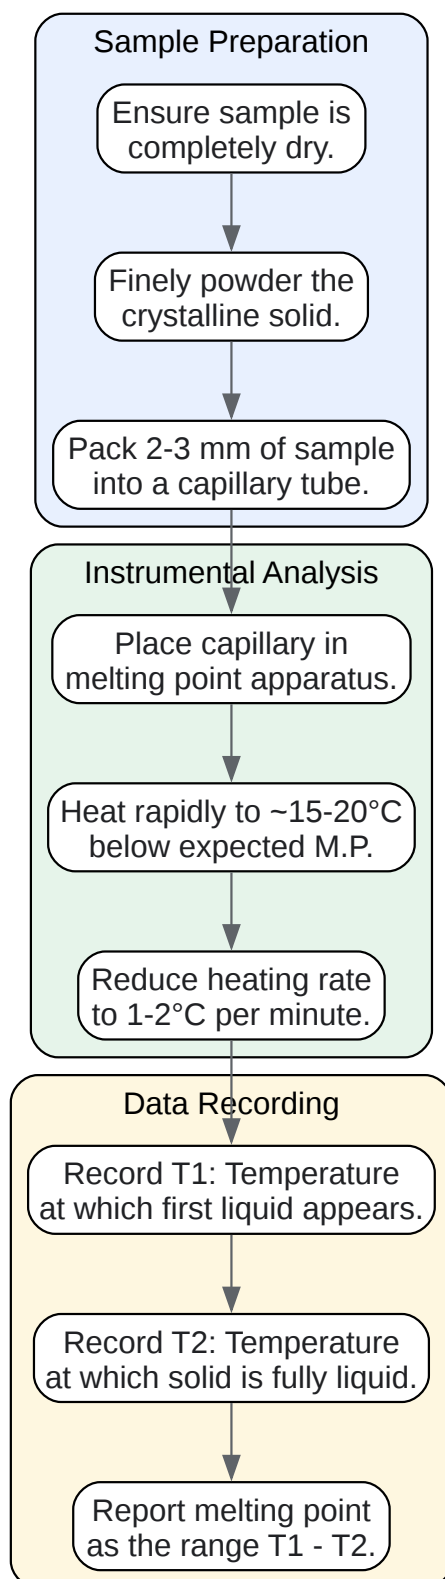 Sample Preparation
Ensure sample is
completely dry.
Finely powder the
crystalline solid.
Pack 2-3 mm of sample
into a capillary tube.
Instrumental Analysis
Place capillary in
melting point apparatus.
Heat rapidly to ~15-20°C
below expected M.P.
Reduce heating rate
to 1-2°C per minute.
Data Recording
Record T1: Temperature
at which first liquid appears.
Record T2: Temperature
at which solid is fully liquid.
Report melting point
as the range T1 - T2.